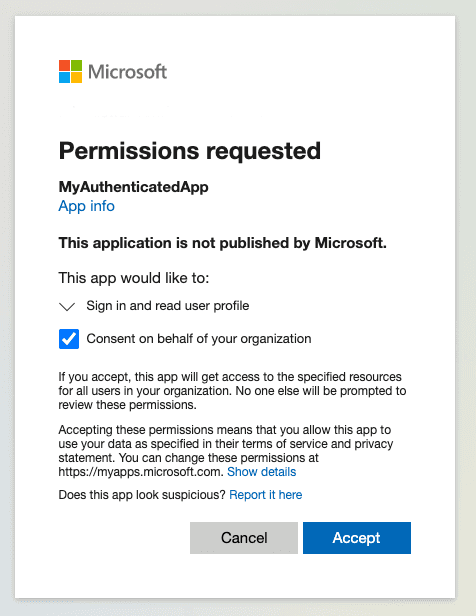 Microsoft
Permissions requested
MyAuthenticatedApp
App info
This application is not published by Microsoft.
This app would like to:
Sign in and read user profile
Consent on behalf of your organization
If you accept, this app will get access to the specified resources
for all users in your organization. No one else will be prompted to
review these permissions.
Accepting these permissions means that you allow this app to
use your data as specified in their terms of service and privacy
statement. You can change these permissions at
https://myapps.microsoft.com. Show details
Does this app look suspicious? Report it here
Cancel Accept